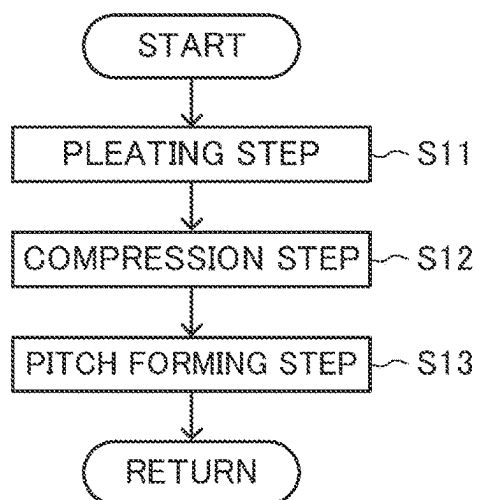 START
PLEATING STEP S11
COMPRESSION STEP S12
PITCH FORMING STEP S13
RETURN